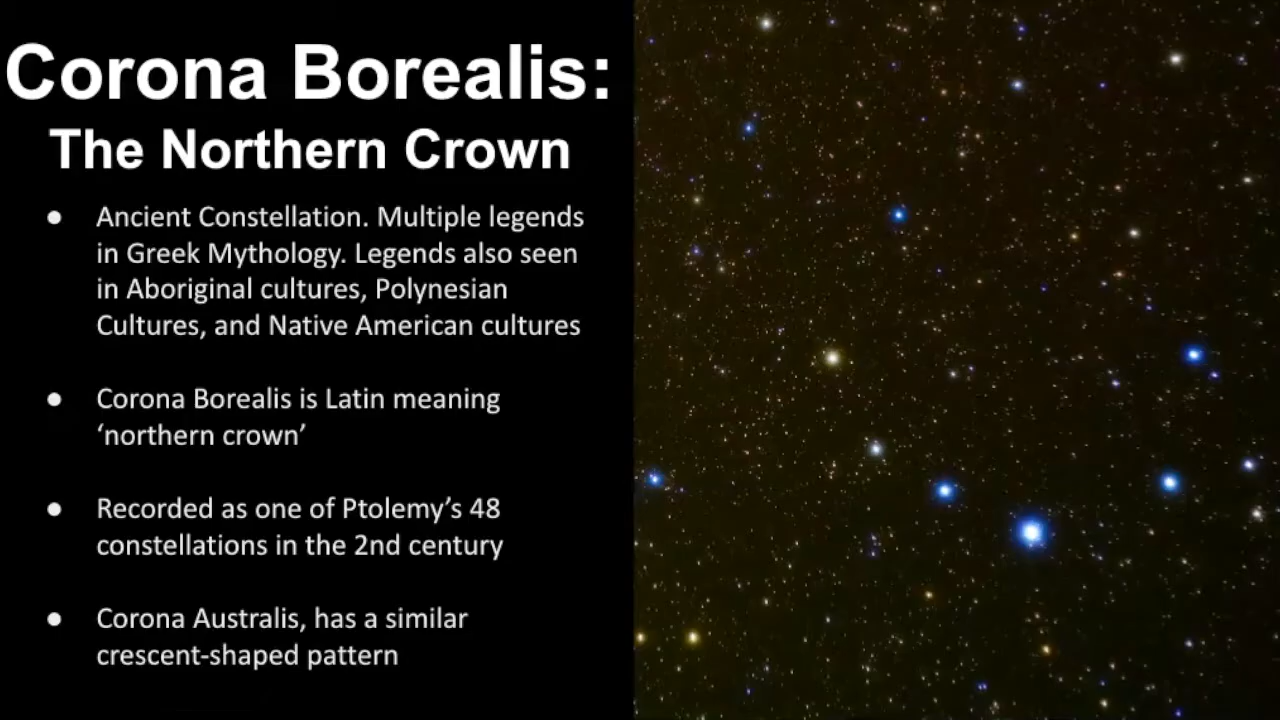 Corona Borealis:
The Northern Crown
● Ancient Constellation. Multiple legends
in Greek Mythology. Legends also seen
in Aboriginal cultures, Polynesian
Cultures, and Native American cultures
● Corona Borealis is Latin meaning
‘northern crown’
● Recorded as one of Ptolemy’s 48
constellations in the 2nd century
● Corona Australis, has a similar
crescent-shaped pattern